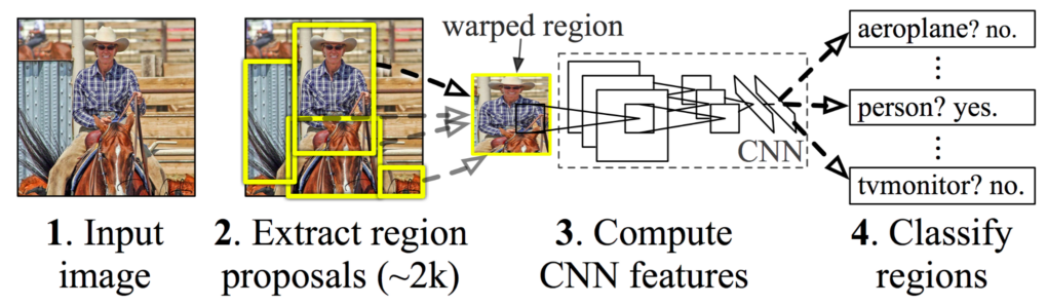 warped region
aeroplane? no.
⋮
person? yes.
CNN
⋮
tvmonitor? no.
1. Input
image
2. Extract region
proposals (~2k)
3. Compute
CNN features
4. Classify
regions